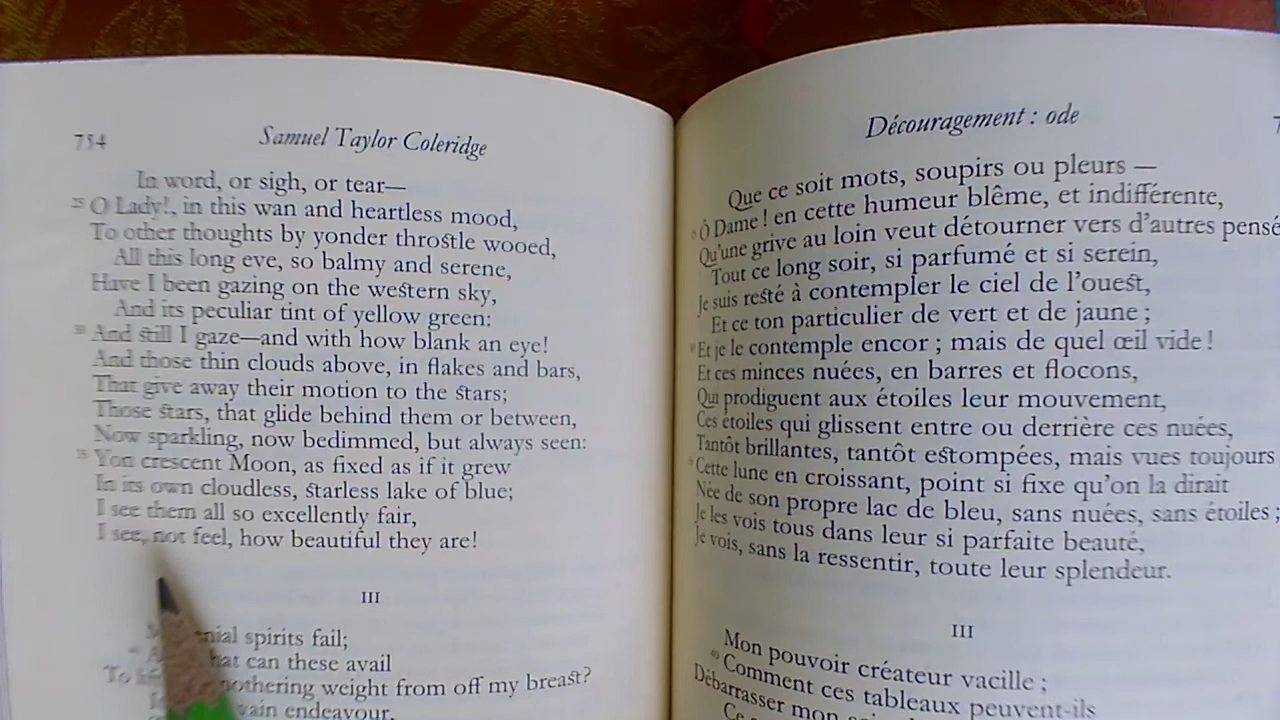 754
Samuel Taylor Coleridge
In word, or sigh, or tear—
25 O Lady!, in this wan and heartless mood,
To other thoughts by yonder throstle wooed,
All this long eve, so balmy and serene,
Have I been gazing on the western sky,
And its peculiar tint of yellow green:
30 And still I gaze—and with how blank an eye!
And those thin clouds above, in flakes and bars,
That give away their motion to the stars;
Those stars, that glide behind them or between,
Now sparkling, now bedimmed, but always seen:
35 Yon crescent Moon, as fixed as if it grew
In its own cloudless, starless lake of blue;
I see them all so excellently fair,
I see, not feel, how beautiful they are!
III
spirits fail;
can these avail
To weight from off my breast?
vain endeavour,
Découragement : ode
Que ce soit mots, soupirs ou pleurs —
Ô Dame ! en cette humeur blême, et indifférente,
Qu'une grive au loin veut détourner vers d'autres
Tout ce long soir, si parfumé et si serein,
Je suis resté à contempler le ciel de l'ouest,
Et ce ton particulier de vert et de jaune ;
Et je le contemple encor ; mais de quel œil vide !
Et ces minces nuées, en barres et flocons,
Qui prodiguent aux étoiles leur mouvement,
Ces étoiles qui glissent entre ou derrière ces nuées,
Tantôt brillantes, tantôt estompées, mais vues toujours
Cette lune en croissant, point si fixe qu'on la dirait
Née de son propre lac de bleu, sans nuées, sans étoiles ;
Je les vois tous dans leur si parfaite beauté,
Je vois, sans la ressentir, toute leur splendeur.
III
Mon pouvoir créateur vacille ;
40 Comment ces tableaux peuvent-ils
Débarrasser mon